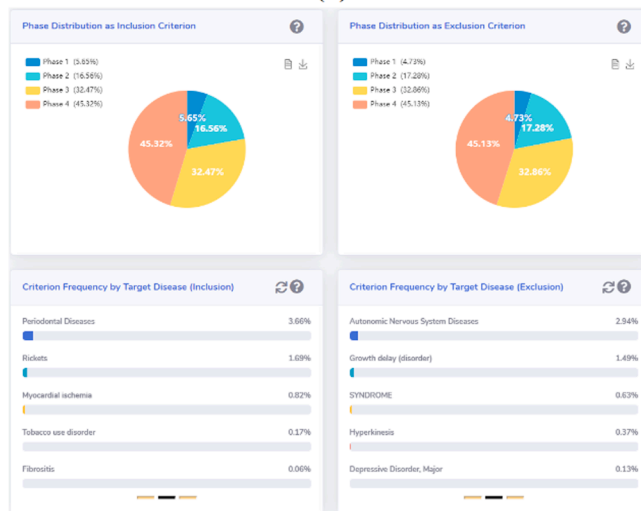 Phase Distribution as Inclusion Criterion
Phase 1 (5.65%)
Phase 2 (16.56%)
Phase 3 (32.47%)
Phase 4 (45.32%)
5.65%
16.56%
45.32%
32.47%
Phase Distribution as Exclusion Criterion
Phase 1 (4.73%)
Phase 2 (17.28%)
Phase 3 (32.86%)
Phase 4 (45.13%)
4.73%
17.28%
45.13%
32.86%
Criterion Frequency by Target Disease (Inclusion)
Periodontal Diseases 3.66%
Rickets 1.69%
Myocardial ischemia 0.82%
Tobacco use disorder 0.17%
Fibrositis 0.06%
Criterion Frequency by Target Disease (Exclusion)
Autonomic Nervous System Diseases 2.94%
Growth delay (disorder) 1.49%
SYNDROME 0.63%
Hyperkinesis 0.37%
Depressive Disorder, Major 0.13%